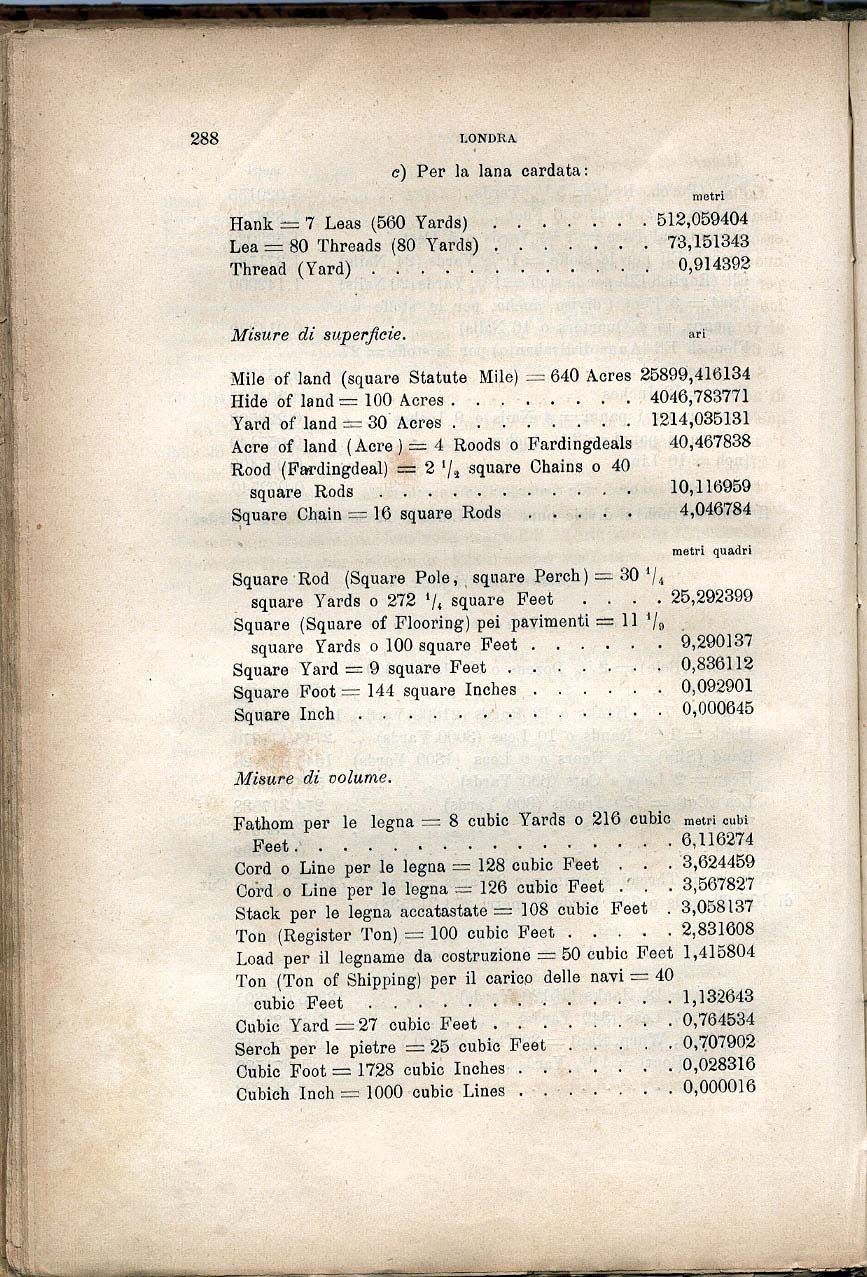 288
LONDRA
c) Per la lana cardata:
metri
Hank = 7 Leas (560 Yards) . . . . . . . 512,059404
Lea = 80 Threads (80 Yards) . . . . . . . 73,151343
Thread (Yard) . . . . . . . . . . . . 0,914392
Misure di superficie.
ari
Mile of land (square Statute Mile) = 640 Acres 25899,416134
Hide of land = 100 Acres . . . . . . . . . 4046,783771
Yard of land = 30 Acres . . . . . . . . . 1214,035131
Acre of land (Acre) = 4 Roods o Fardingdeals 40,467838
Rood (Fardingdeal) = 2 1/2 square Chains o 40
square Rods . . . . . . . . . . . 10,116959
Square Chain = 16 square Rods . . . . . 4,046784
metri quadri
Square Rod (Square Pole, square Perch) = 30 1/4
square Yards o 272 1/4 square Feet . . . . 25,292399
Square (Square of Flooring) pei pavimenti = 11 1/9
square Yards o 100 square Feet . . . . . . 9,290137
Square Yard = 9 square Feet . . . . . . . 0,836112
Square Foot = 144 square Inches . . . . . . 0,092901
Square Inch . . . . . . . . . . . . . 0,000645
Misure di volume.
Fathom per le legna = 8 cubic Yards o 216 cubic metri cubi
Feet . . . . . . . . . . . . . . . . 6,116274
Cord o Line per le legna = 128 cubic Feet . . . 3,624459
Cord o Line per le legna = 126 cubic Feet . . . 3,567827
Stack per le legna accatastate = 108 cubic Feet . 3,058137
Ton (Register Ton) = 100 cubic Feet . . . . . 2,831608
Load per il legname da costruzione = 50 cubic Feet 1,415804
Ton (Ton of Shipping) per il carico delle navi = 40
cubic Feet . . . . . . . . . . . . . 1,132643
Cubic Yard = 27 cubic Feet . . . . . . . . 0,764534
Serch per le pietre = 25 cubic Feet . . . . . 0,707902
Cubic Foot = 1728 cubic Inches . . . . . . . 0,028316
Cubich Inch = 1000 cubic Lines . . . . . . . 0,000016